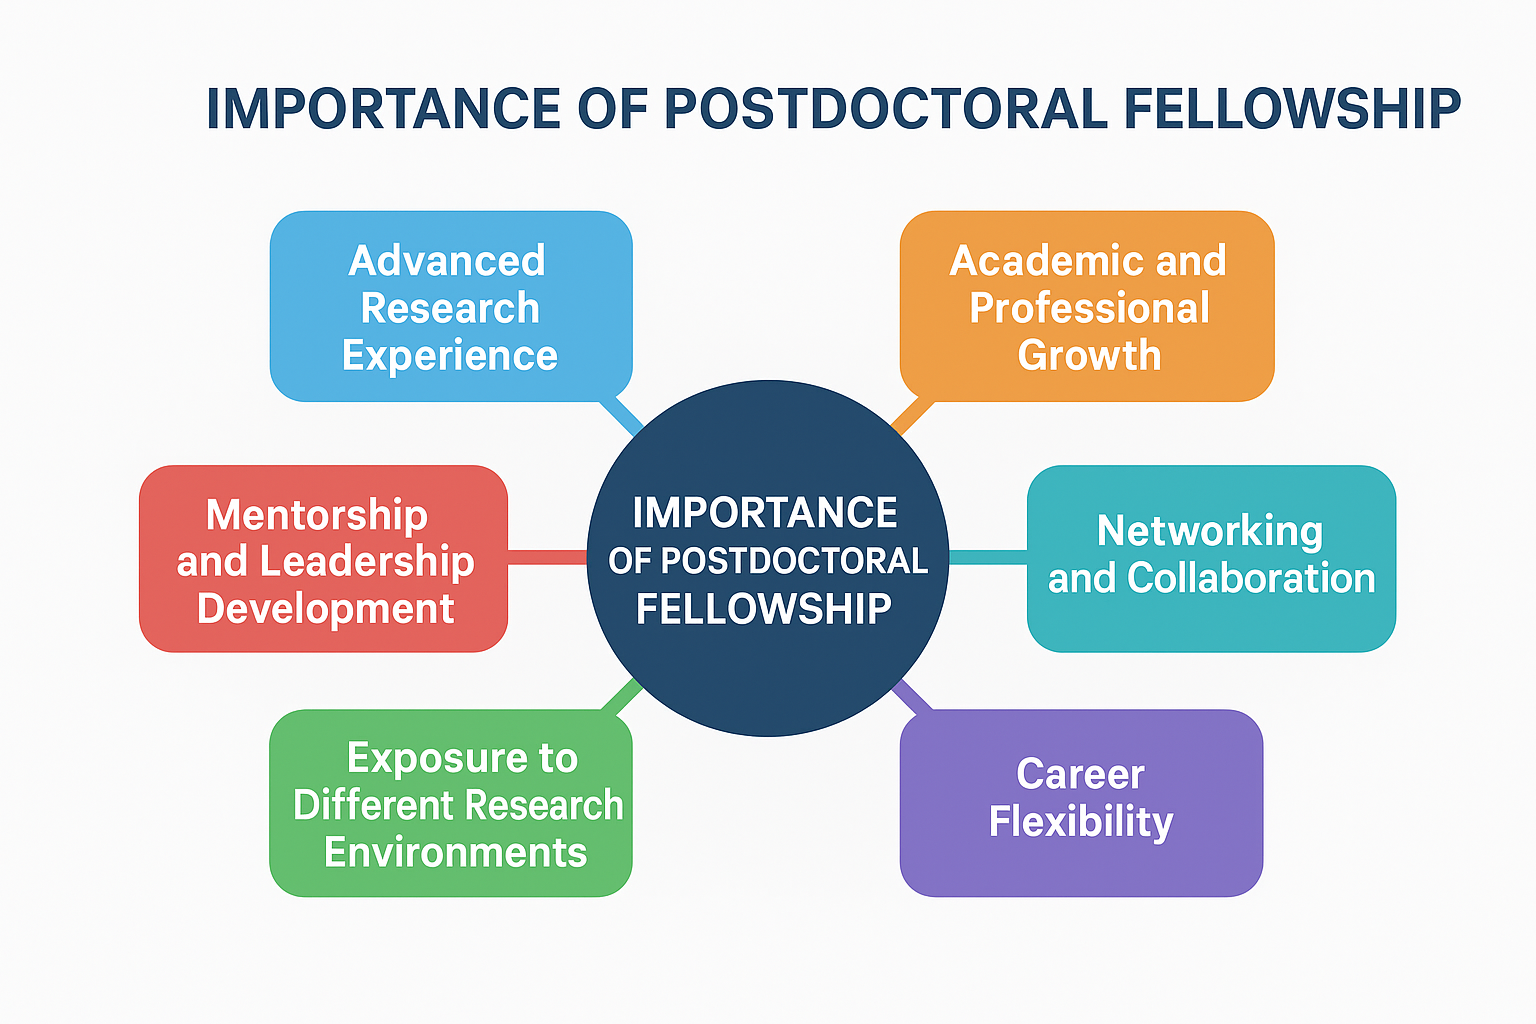 IMPORTANCE OF POSTDOCTORAL FELLOWSHIP
Advanced
Research
Experience
Academic and
Professional
Growth
Mentorship
and Leadership
Development
IMPORTANCE
OF POSTDOCTORAL
FELLOWSHIP
Networking
and Collaboration
Exposure to
Different Research
Environments
Career
Flexibility